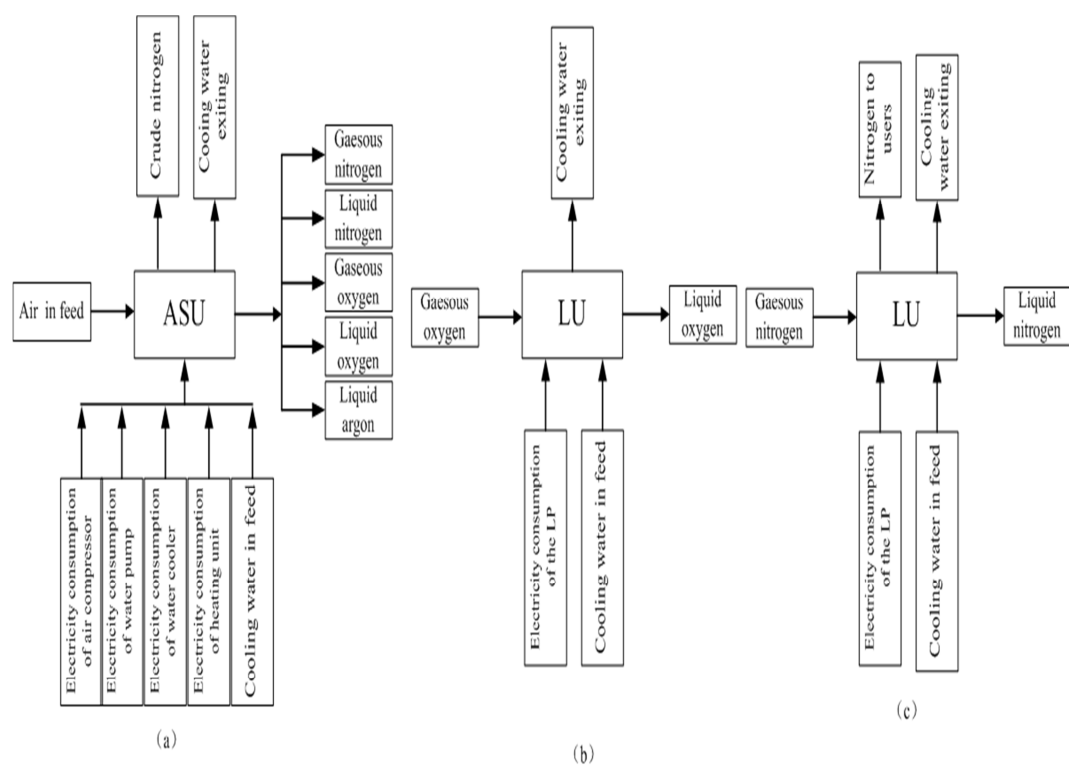 Crude nitrogen
Cooing water
exiting
Air in feed
ASU
Gaesous
nitrogen
Liquid
nitrogen
Gaseous
oxygen
Liquid
oxygen
Liquid
argon
Electricity consumption
of air compressor
Electricity consumption
of water pump
Electricity consumption
of water cooler
Electricity consumption
of heating unit
Cooling water in feed
(a)
Cooling water
exiting
Gaesous
oxygen
LU
Liquid
oxygen
Electricity consumption
of the LP
Cooling water in feed
(b)
Nitrogen to
users
Cooling
water exiting
Gaesous
nitrogen
LU
Liquid
nitrogen
Electricity consumption
of the LP
Cooling water in feed
(c)